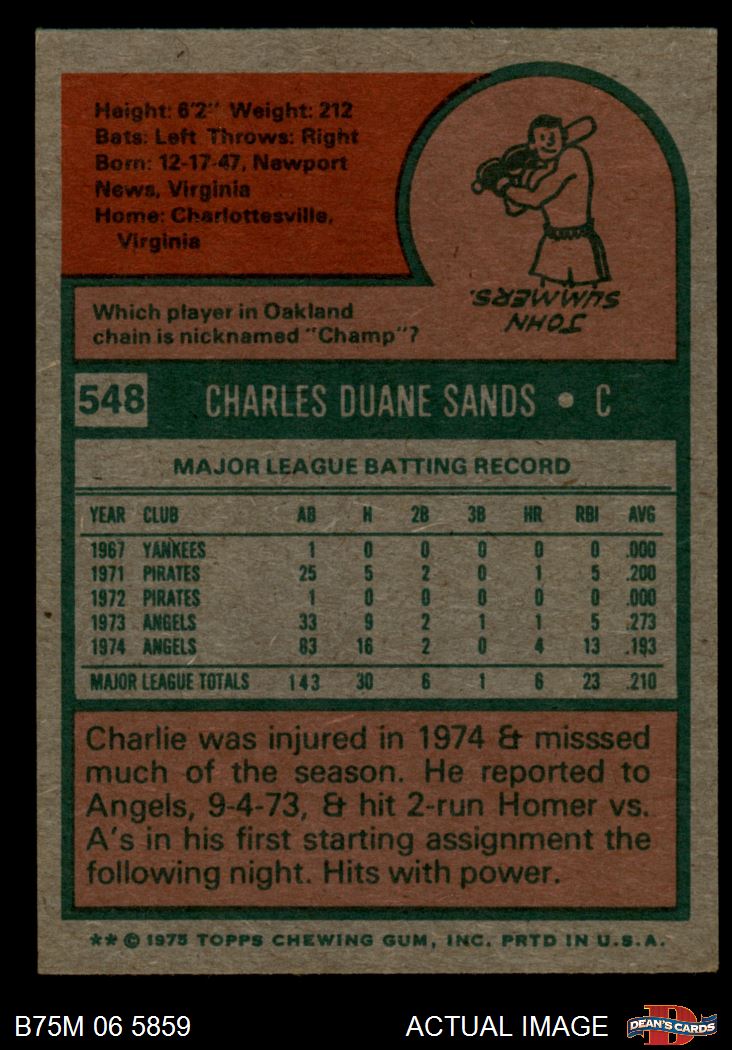 Height: 6'2" Weight: 212
Bats: Left Throws: Right
Born: 12-17-47, Newport
News, Virginia
Home: Charlottesville,
Virginia
JOHN
SUMMERS.
Which player in Oakland
chain is nicknamed "Champ"?
548 CHARLES DUANE SANDS • C
MAJOR LEAGUE BATTING RECORD
YEAR CLUB AB H 2B 3B HR RBI AVG
1967 YANKEES 1 0 0 0 0 0 .000
1971 PIRATES 25 5 2 0 1 5 .200
1972 PIRATES 1 0 0 0 0 0 .000
1973 ANGELS 33 9 2 1 1 5 .273
1974 ANGELS 83 16 2 0 4 13 .193
MAJOR LEAGUE TOTALS 143 30 6 1 6 23 .210
Charlie was injured in 1974 & misssed
much of the season. He reported to
Angels, 9-4-73, & hit 2-run Homer vs.
A's in his first starting assignment the
following night. Hits with power.
** © 1975 TOPPS CHEWING GUM, INC. PRTD IN U.S.A.
B75M 06 5859 ACTUAL IMAGE DEAN'S CARDS